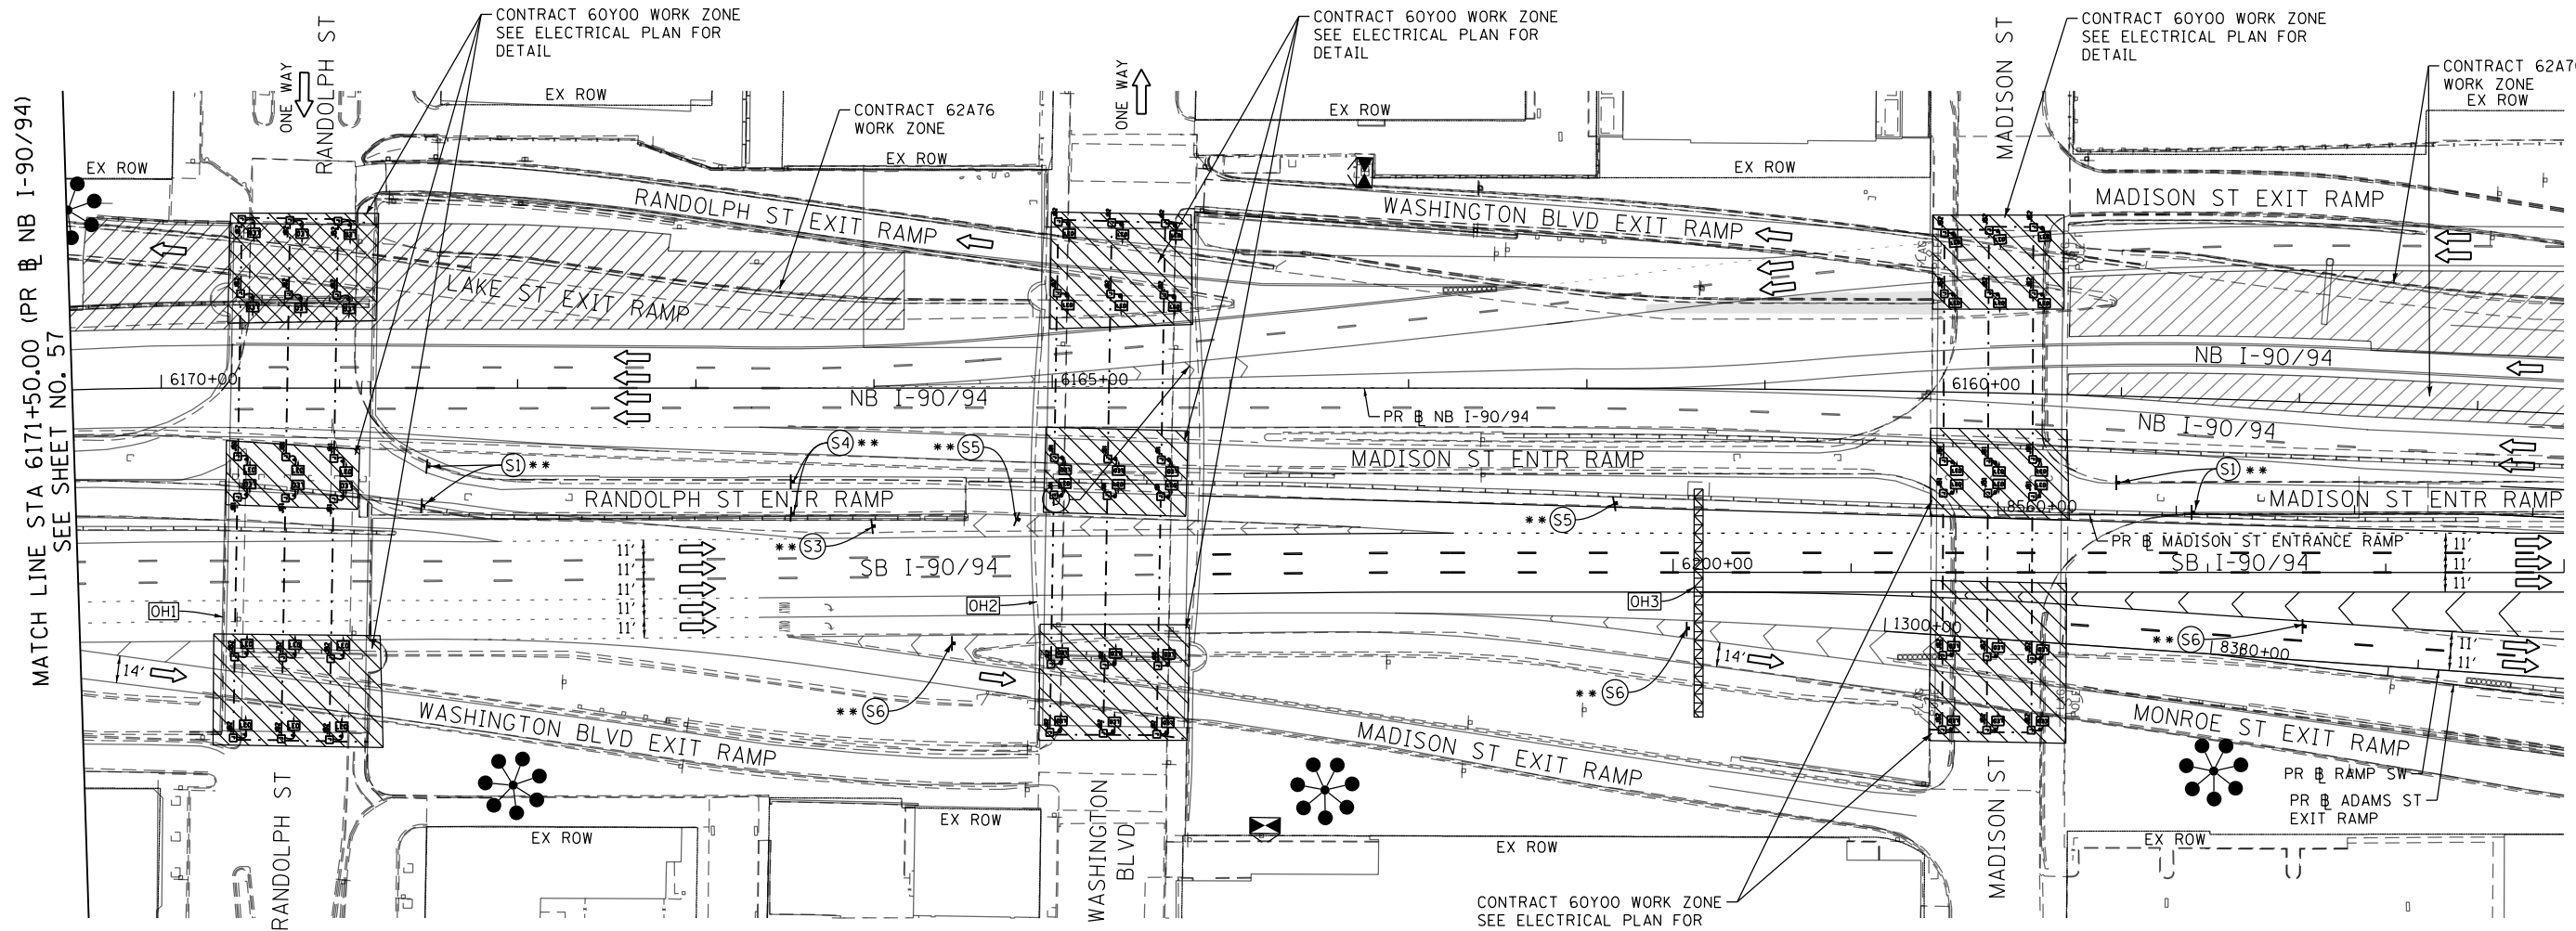 MATCH LINE STA 6171+50.00 (PR ⅊ NB I-90/94)
SEE SHEET NO. 57
CONTRACT 60Y00 WORK ZONE
SEE ELECTRICAL PLAN FOR
DETAIL
ONE WAY
RANDOLPH ST
CONTRACT 60Y00 WORK ZONE
SEE ELECTRICAL PLAN FOR
DETAIL
ONE WAY
MADISON ST
CONTRACT 60Y00 WORK ZONE
SEE ELECTRICAL PLAN FOR
DETAIL
CONTRACT 62A76
WORK ZONE
EX ROW
EX ROW
CONTRACT 62A76
WORK ZONE
EX ROW
EX ROW
EX ROW
EX ROW
RANDOLPH ST EXIT RAMP
WASHINGTON BLVD EXIT RAMP
MADISON ST EXIT RAMP
LAKE ST EXIT RAMP
NB I-90/94
6170+00
6165+00
6160+00
NB I-90/94
PR ⅊ NB I-90/94
NB I-90/94
S1 **
S4 **
** S5
MADISON ST ENTR RAMP
S1 **
RANDOLPH ST ENTR RAMP
MADISON ST ENTR RAMP
8560+00
** S3
** S5
PR ⅊ MADISON ST ENTRANCE RAMP
11'
11'
11'
11'
11'
SB I-90/94
6200+00
SB I-90/94
11'
11'
11'
OH1
OH2
OH3
1300+00
** S6
8380+00
11'
11'
14'
14'
** S6
** S6
WASHINGTON BLVD EXIT RAMP
MADISON ST EXIT RAMP
MONROE ST EXIT RAMP
PR ⅊ RAMP SW
PR ⅊ ADAMS ST
EXIT RAMP
RANDOLPH ST
EX ROW
EX ROW
WASHINGTON
BLVD
EX ROW
MADISON ST
EX ROW
CONTRACT 60Y00 WORK ZONE
SEE ELECTRICAL PLAN FOR